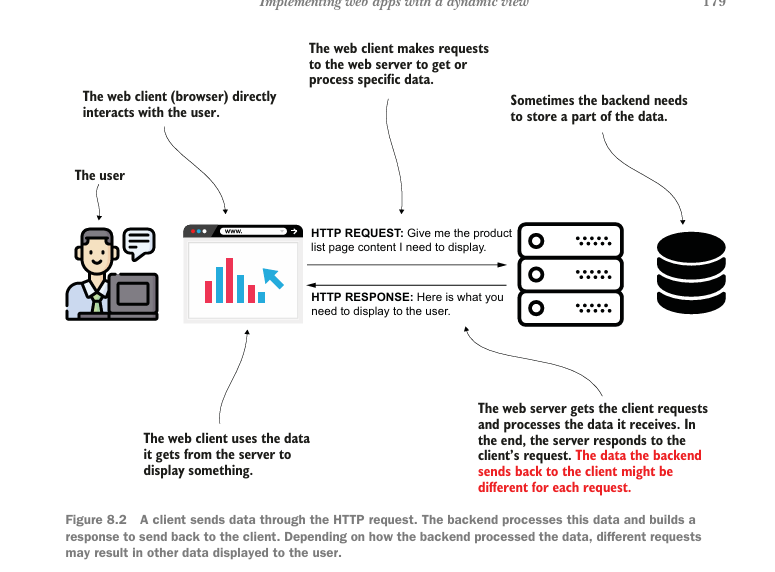 Implementing web apps with a dynamic view 179
The web client makes requests
to the web server to get or
process specific data.
The web client (browser) directly
interacts with the user.
Sometimes the backend needs
to store a part of the data.
The user
www.
HTTP REQUEST: Give me the product
list page content I need to display.
HTTP RESPONSE: Here is what you
need to display to the user.
The web client uses the data
it gets from the server to
display something.
The web server gets the client requests
and processes the data it receives. In
the end, the server responds to the
client's request. The data the backend
sends back to the client might be
different for each request.
Figure 8.2 A client sends data through the HTTP request. The backend processes this data and builds a
response to send back to the client. Depending on how the backend processed the data, different requests
may result in other data displayed to the user.